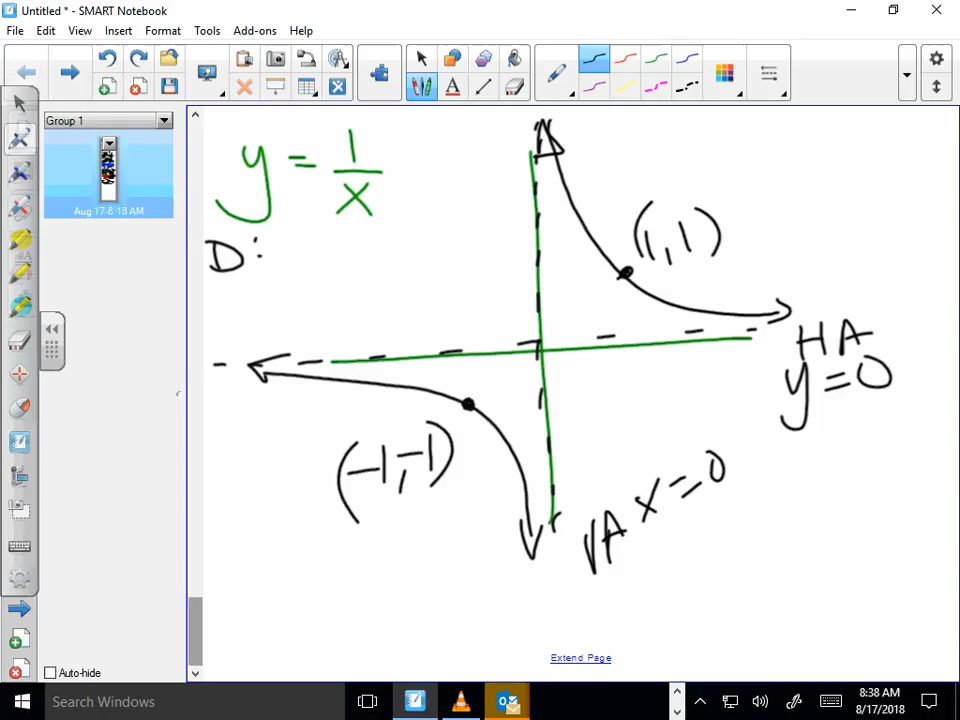 Untitled * - SMART Notebook
File Edit View Insert Format Tools Add-ons Help
Group 1
Aug 17-8:18 AM
y = 1/x
D:
(1,1)
HA
y=0
(-1,-1)
VA x=0
Extend Page
Auto-hide
Search Windows
8:38 AM
8/17/2018